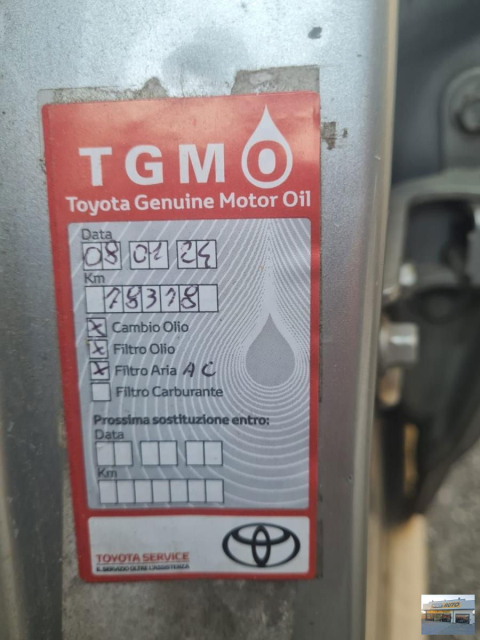 TGMO
Toyota Genuine Motor Oil
Data
08 01 24
Km
78378
X Cambio Olio
X Filtro Olio
X Filtro Aria AC
Filtro Carburante
Prossima sostituzione entro:
Data
Km
TOYOTA SERVICE